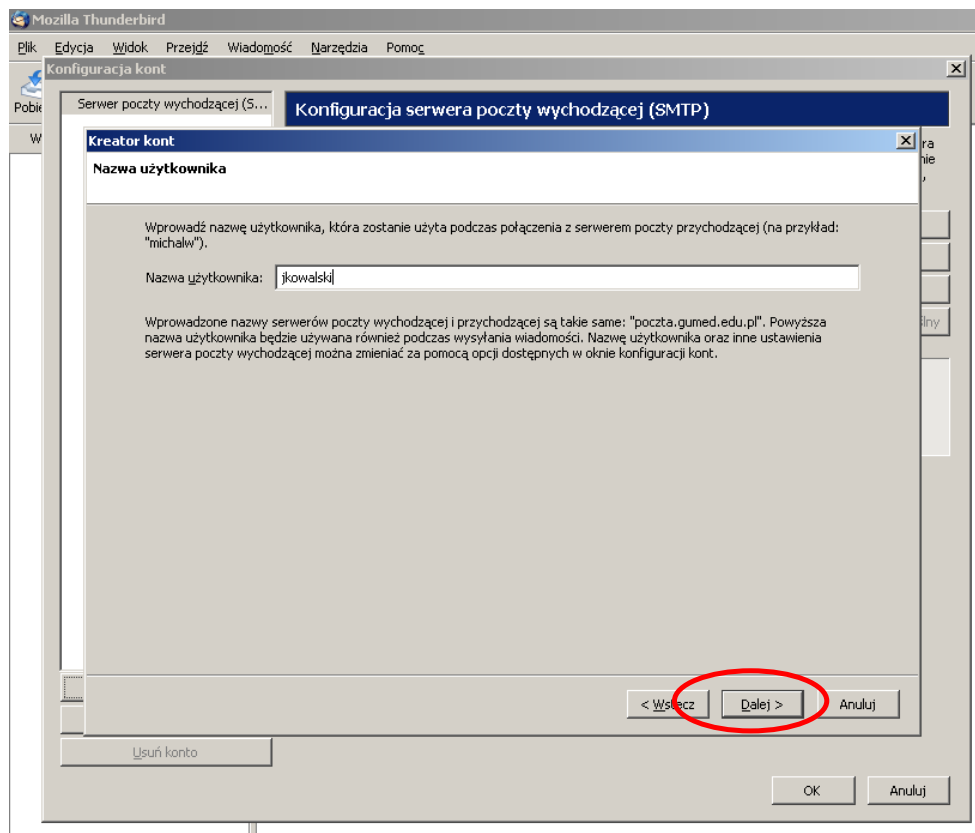 Mozilla Thunderbird
Plik Edycja Widok Przejdź Wiadomość Narzędzia Pomoc
Konfiguracja kont
Pobie
Serwer poczty wychodzącej (S...
Konfiguracja serwera poczty wychodzącej (SMTP)
W
Kreator kont
ra
nie
,
Nazwa użytkownika
Wprowadź nazwę użytkownika, która zostanie użyta podczas połączenia z serwerem poczty przychodzącej (na przykład:
"michalw").
Nazwa użytkownika: jkowalski
Wprowadzone nazwy serwerów poczty wychodzącej i przychodzącej są takie same: "poczta.gumed.edu.pl". Powyższa
nazwa użytkownika będzie używana również podczas wysyłania wiadomości. Nazwę użytkownika oraz inne ustawienia
serwera poczty wychodzącej można zmieniać za pomocą opcji dostępnych w oknie konfiguracji kont.
lny
< Wstecz Dalej > Anuluj
Usuń konto
OK Anuluj